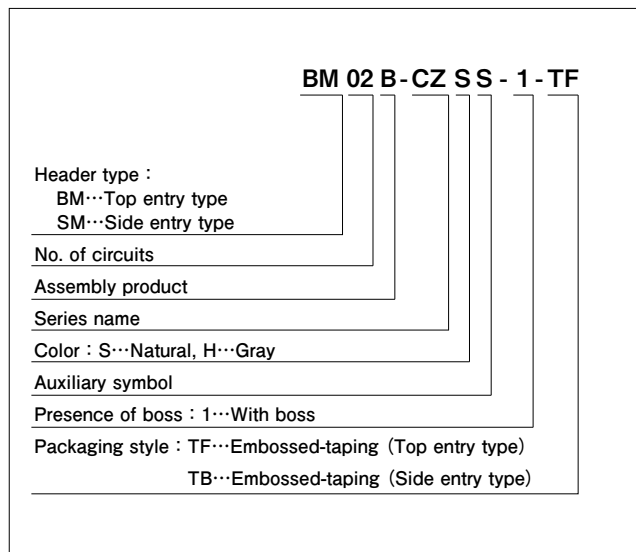 BM 02 B - CZ S S - 1 - TF
Header type :
BM⋯Top entry type
SM⋯Side entry type
No. of circuits
Assembly product
Series name
Color : S⋯Natural, H⋯Gray
Auxiliary symbol
Presence of boss : 1⋯With boss
Packaging style : TF⋯Embossed-taping (Top entry type)
TB⋯Embossed-taping (Side entry type)